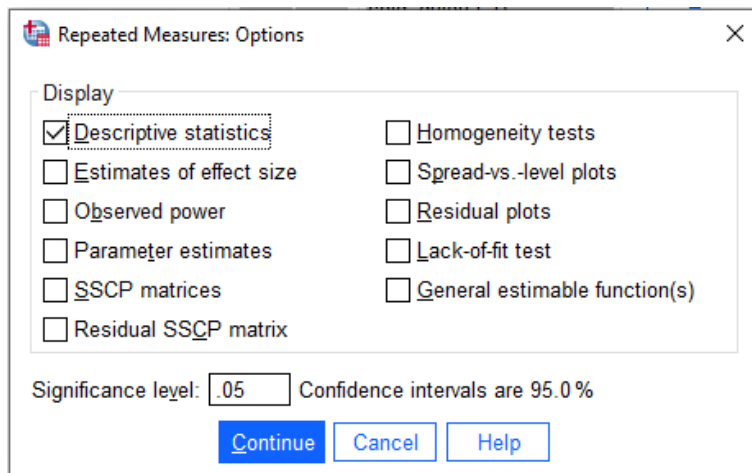 Repeated Measures: Options
Display
Descriptive statistics
Estimates of effect size
Observed power
Parameter estimates
SSCP matrices
Residual SSCP matrix
Homogeneity tests
Spread-vs.-level plots
Residual plots
Lack-of-fit test
General estimable function(s)
Significance level: .05 Confidence intervals are 95.0 %
Continue Cancel Help